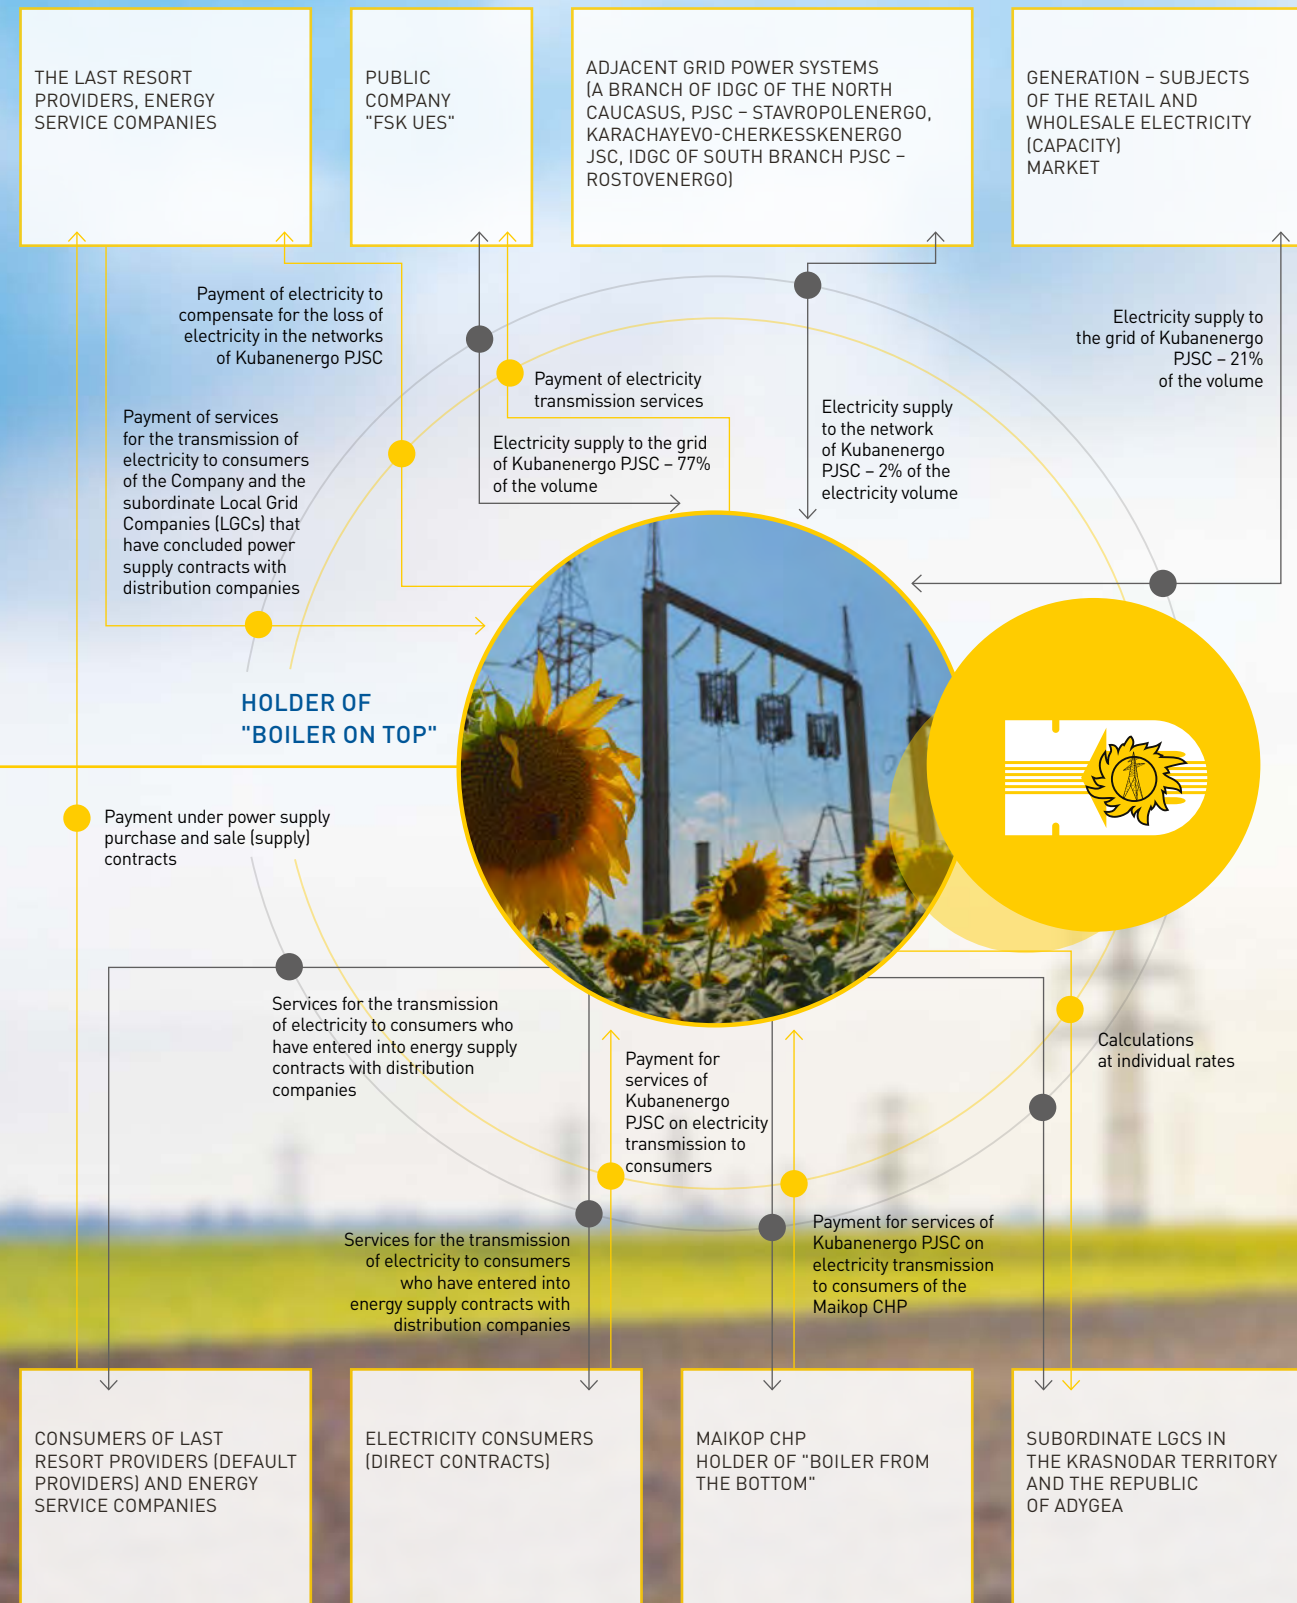 THE LAST RESORT
PROVIDERS, ENERGY
SERVICE COMPANIES
PUBLIC
COMPANY
"FSK UES"
ADJACENT GRID POWER SYSTEMS
(A BRANCH OF IDGC OF THE NORTH
CAUCASUS, PJSC – STAVROPOLENERGO,
KARACHAYEVO-CHERKESSKENERGO
JSC, IDGC OF SOUTH BRANCH PJSC –
ROSTOVENERGO)
GENERATION – SUBJECTS
OF THE RETAIL AND
WHOLESALE ELECTRICITY
(CAPACITY)
MARKET
Payment of electricity to
compensate for the loss of
electricity in the networks
of Kubanenergo PJSC
Electricity supply to
the grid of Kubanenergo
PJSC – 21%
of the volume
Payment of electricity
transmission services
Payment of services
for the transmission of
electricity to consumers
of the Company and the
subordinate Local Grid
Companies (LGCs) that
have concluded power
supply contracts with
distribution companies
Electricity supply to the grid
of Kubanenergo PJSC – 77%
of the volume
Electricity supply
to the network
of Kubanenergo
PJSC – 2% of the
electricity volume
HOLDER OF
"BOILER ON TOP"
Payment under power supply
purchase and sale (supply)
contracts
Services for the transmission
of electricity to consumers who
have entered into energy supply
contracts with distribution
companies
Payment for
services of
Kubanenergo
PJSC on electricity
transmission to
consumers
Calculations
at individual rates
Services for the transmission
of electricity to consumers
who have entered into
energy supply contracts with
distribution companies
Payment for services of
Kubanenergo PJSC on
electricity transmission
to consumers of the
Maikop CHP
CONSUMERS OF LAST
RESORT PROVIDERS (DEFAULT
PROVIDERS) AND ENERGY
SERVICE COMPANIES
ELECTRICITY CONSUMERS
(DIRECT CONTRACTS)
MAIKOP CHP
HOLDER OF "BOILER FROM
THE BOTTOM"
SUBORDINATE LGCS IN
THE KRASNODAR TERRITORY
AND THE REPUBLIC
OF ADYGEA